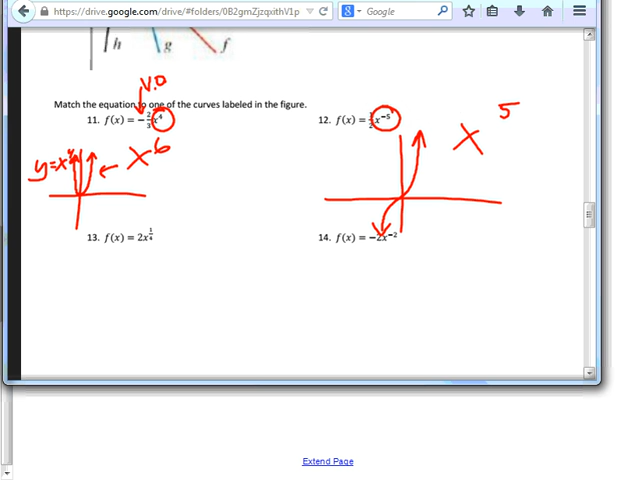 https://drive.google.com/drive/#folders/0B2gmZjzqxithV1p
Google
h g f
V.O
Match the equation to one of the curves labeled in the figure.
11. f(x) = −2/3x⁴
12. f(x) = 1/2x⁻⁵
x⁵
x⁶
13. f(x) = 2x^(1/4)
14. f(x) = −2x⁻²
Extend Page